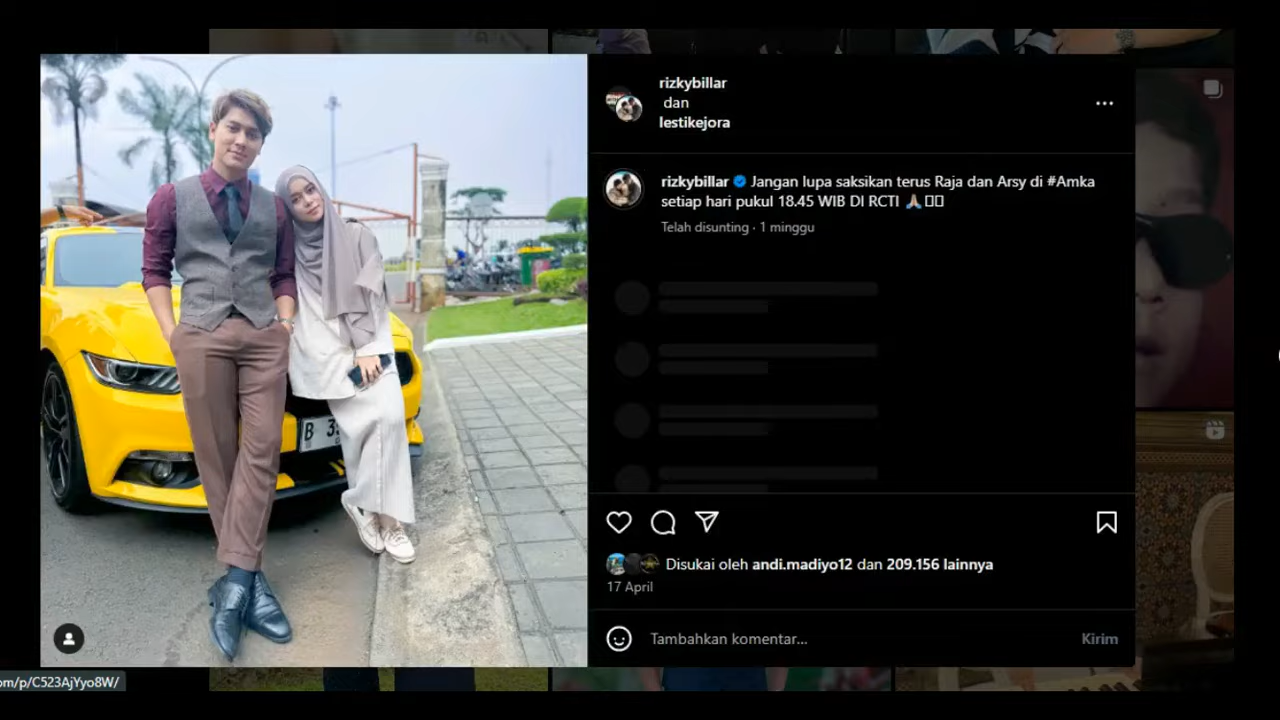 rizkybillar
dan
lestikejora
rizkybillar Jangan lupa saksikan terus Raja dan Arsy di #Amka
setiap hari pukul 18.45 WIB DI RCTI 🙏🏼
Telah disunting · 1 minggu
B 33
Disukai oleh andi.madiyo12 dan 209.156 lainnya
17 April
Tambahkan komentar...
Kirim
om/p/C523AjYyo8W/